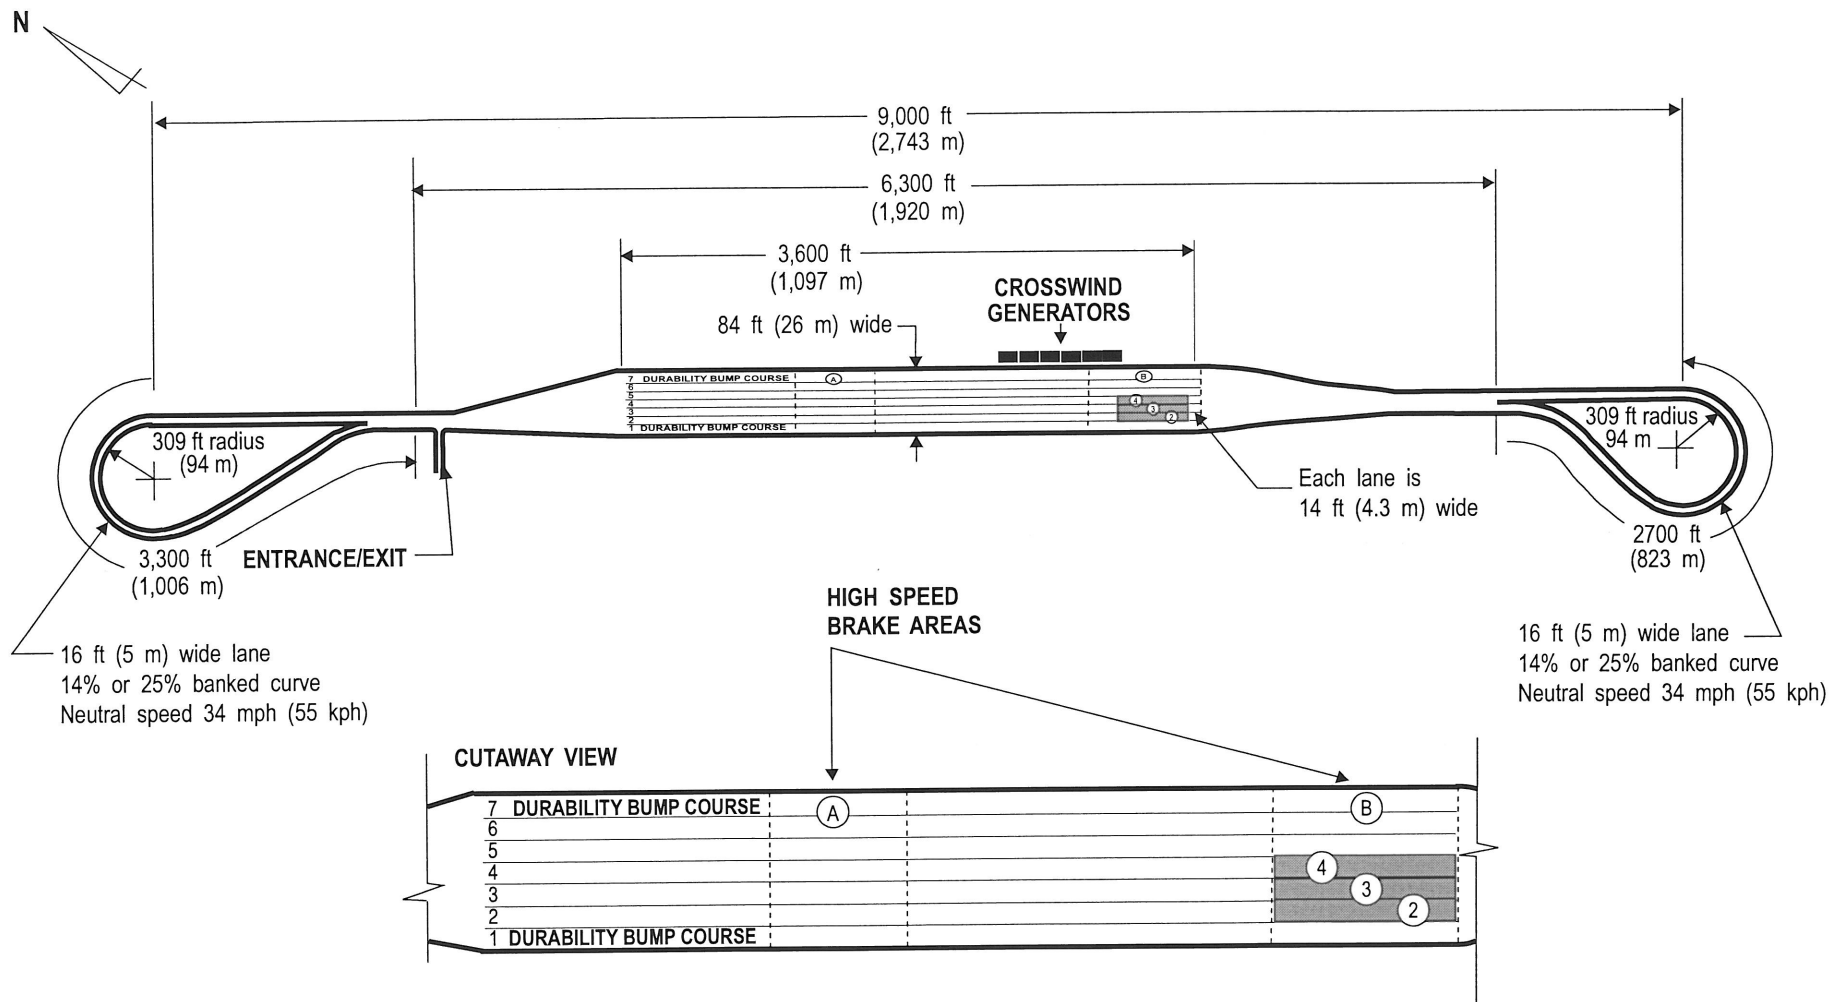 N
9,000 ft
(2,743 m)
6,300 ft
(1,920 m)
3,600 ft
(1,097 m)
CROSSWIND
GENERATORS
84 ft (26 m) wide
7 DURABILITY BUMP COURSE
6
5
4
3
2
1 DURABILITY BUMP COURSE
A
B
4
3
2
309 ft radius
(94 m)
309 ft radius
94 m
Each lane is
14 ft (4.3 m) wide
3,300 ft
(1,006 m)
ENTRANCE/EXIT
2700 ft
(823 m)
HIGH SPEED
BRAKE AREAS
16 ft (5 m) wide lane
14% or 25% banked curve
Neutral speed 34 mph (55 kph)
16 ft (5 m) wide lane
14% or 25% banked curve
Neutral speed 34 mph (55 kph)
CUTAWAY VIEW
7 DURABILITY BUMP COURSE
6
5
4
3
2
1 DURABILITY BUMP COURSE
A
B
4
3
2